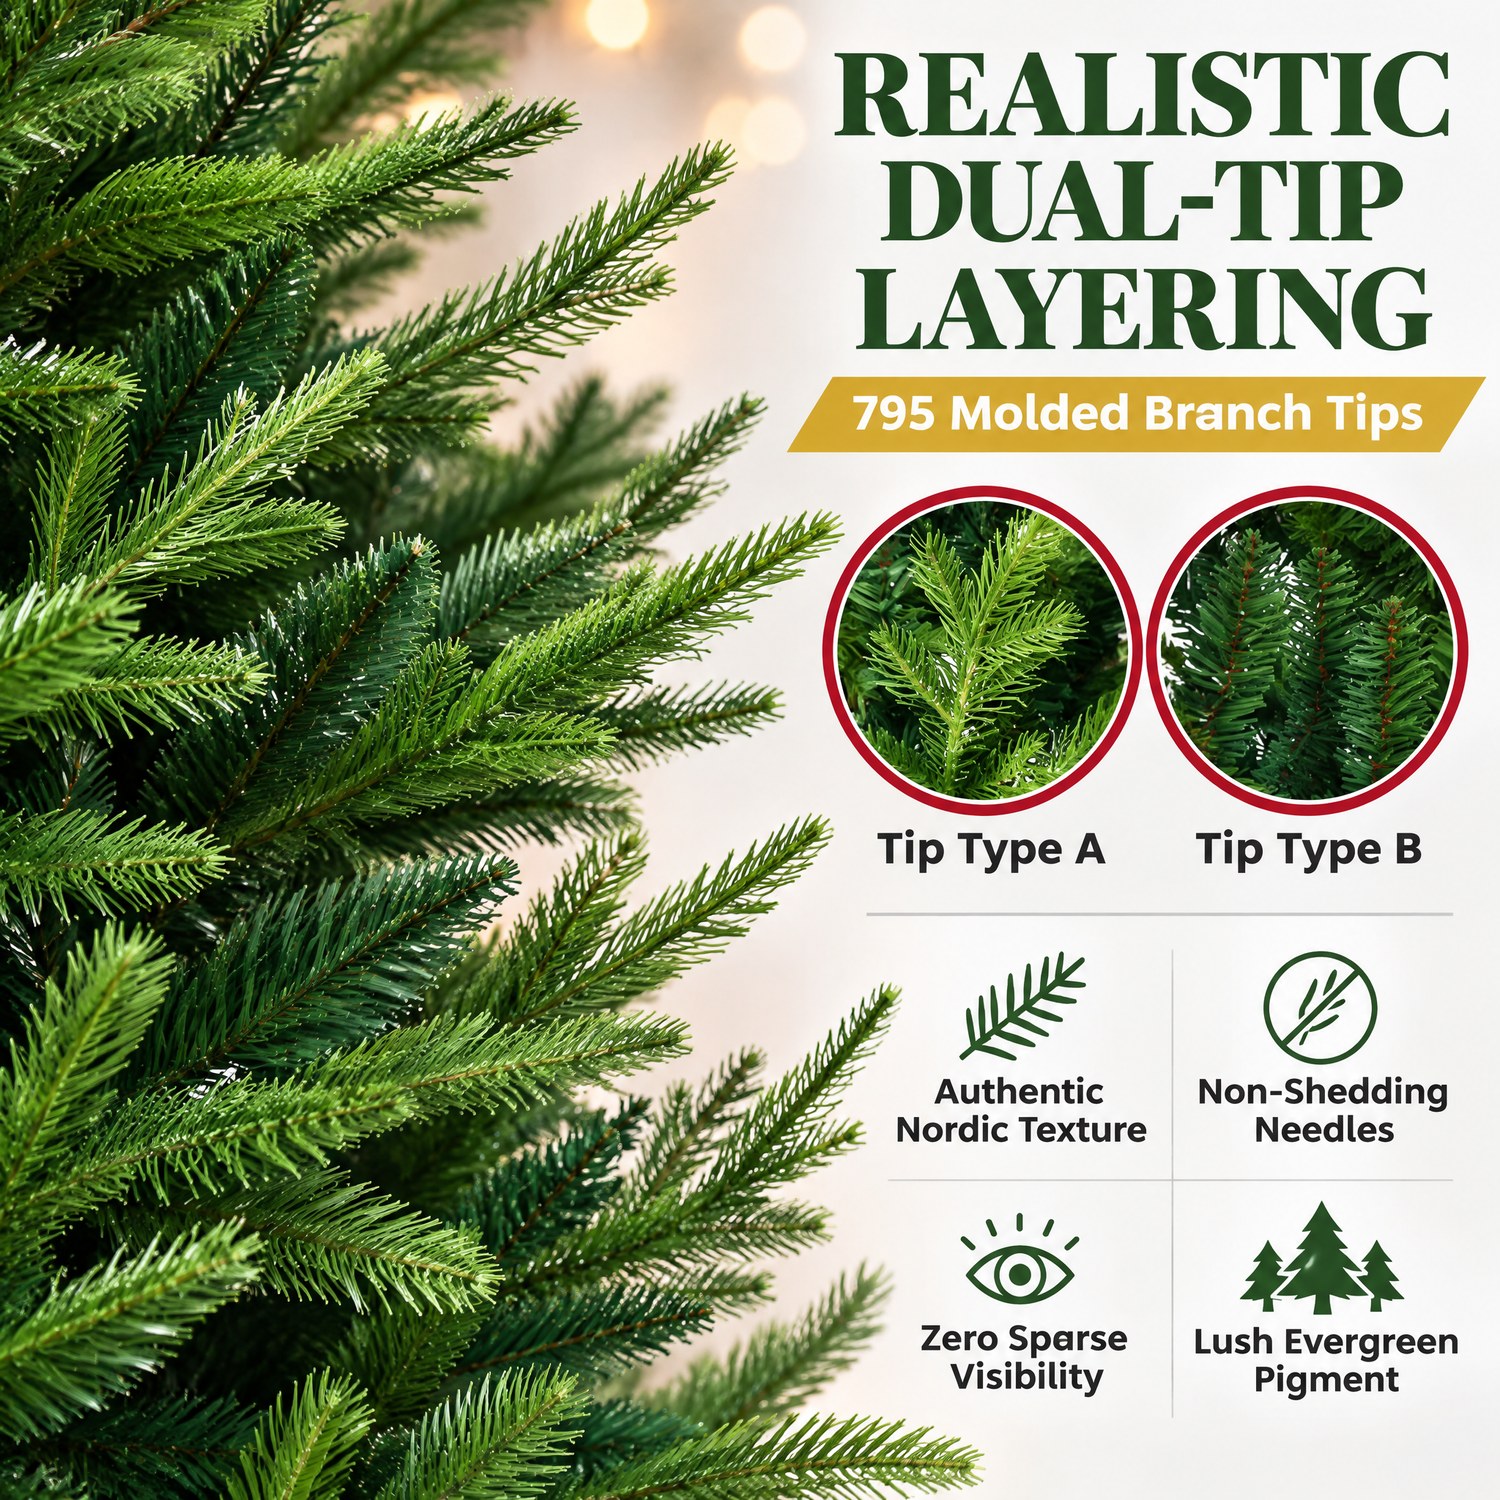 REALISTIC
DUAL-TIP
LAYERING
795 Molded Branch Tips
Tip Type A
Tip Type B
Authentic
Nordic Texture
Non-Shedding
Needles
Zero Sparse
Visibility
Lush Evergreen
Pigment